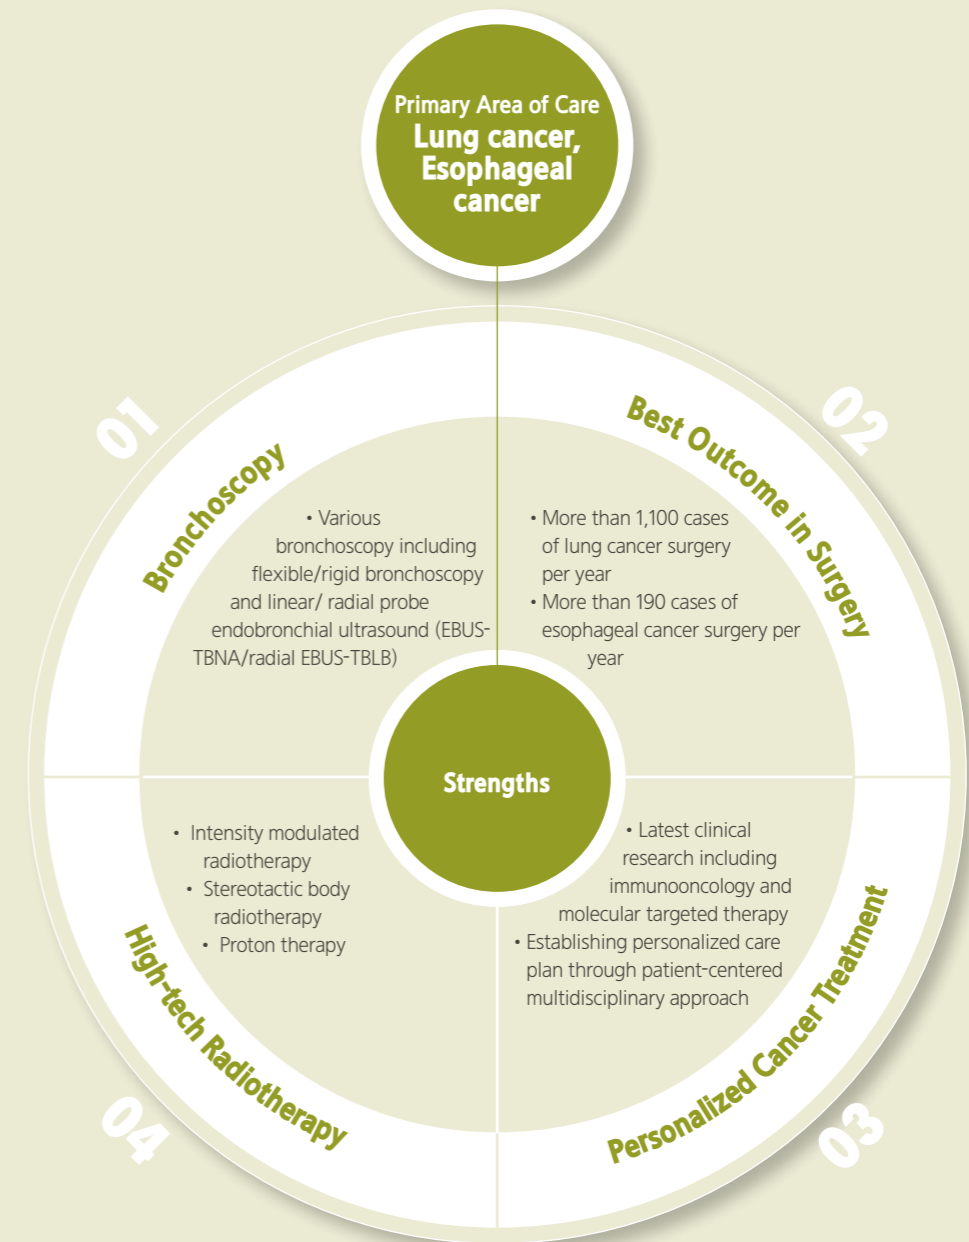 Primary Area of Care
Lung cancer,
Esophageal
cancer
01
Bronchoscopy
• Various
bronchoscopy including
flexible/rigid bronchoscopy
and linear/ radial probe
endobronchial ultrasound (EBUS-
TBNA/radial EBUS-TBLB)
02
Best Outcome in Surgery
• More than 1,100 cases
of lung cancer surgery
per year
• More than 190 cases of
esophageal cancer surgery per
year
Strengths
03
Personalized Cancer Treatment
• Latest clinical
research including
immunooncology and
molecular targeted therapy
• Establishing personalized care
plan through patient-centered
multidisciplinary approach
04
High-tech Radiotherapy
• Intensity modulated
radiotherapy
• Stereotactic body
radiotherapy
• Proton therapy